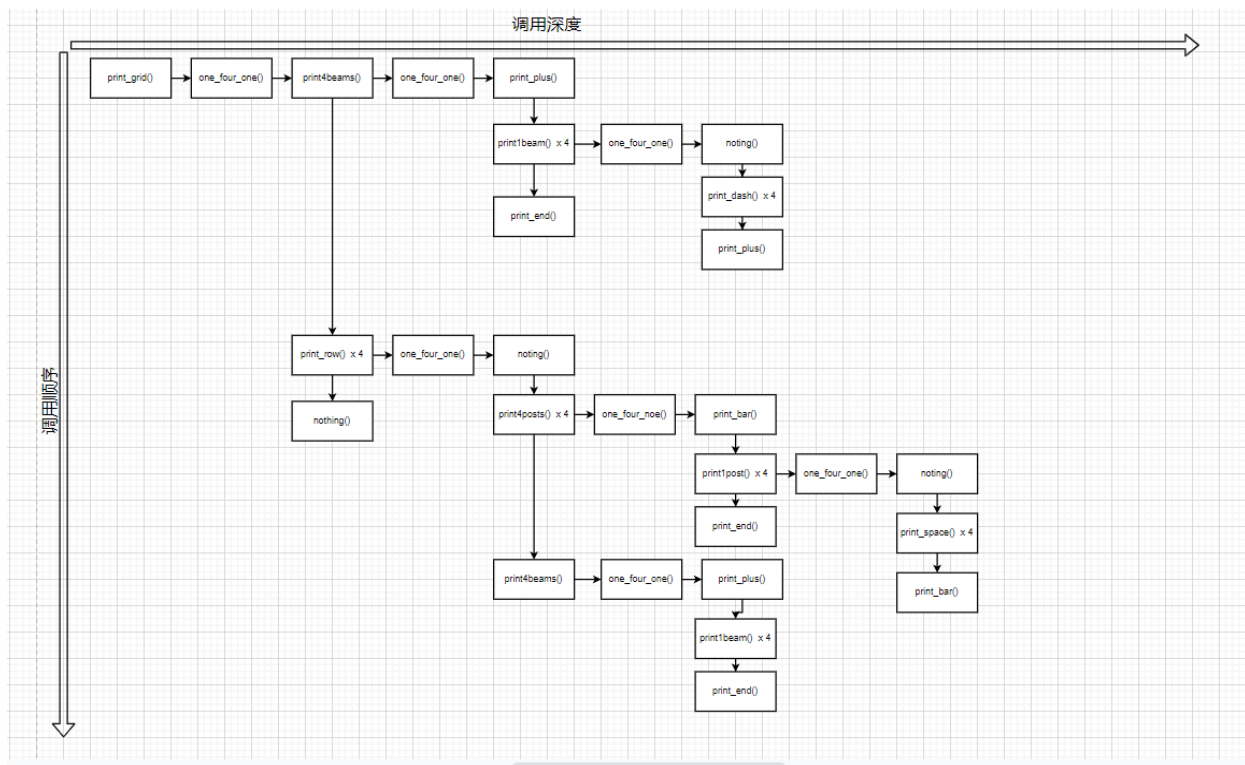 调用深度
print_grid()
one_four_one()
print4beams()
one_four_one()
print_plus()
print1beam() x 4
one_four_one()
noting()
print_dash() x 4
print_end()
print_plus()
调用顺序
print_row() x 4
one_four_one()
noting()
nothing()
print4posts() x 4
one_four_noe()
print_bar()
print1post() x 4
one_four_one()
noting()
print_end()
print_space() x 4
print4beams()
one_four_one()
print_plus()
print_bar()
print1beam() x 4
print_end()